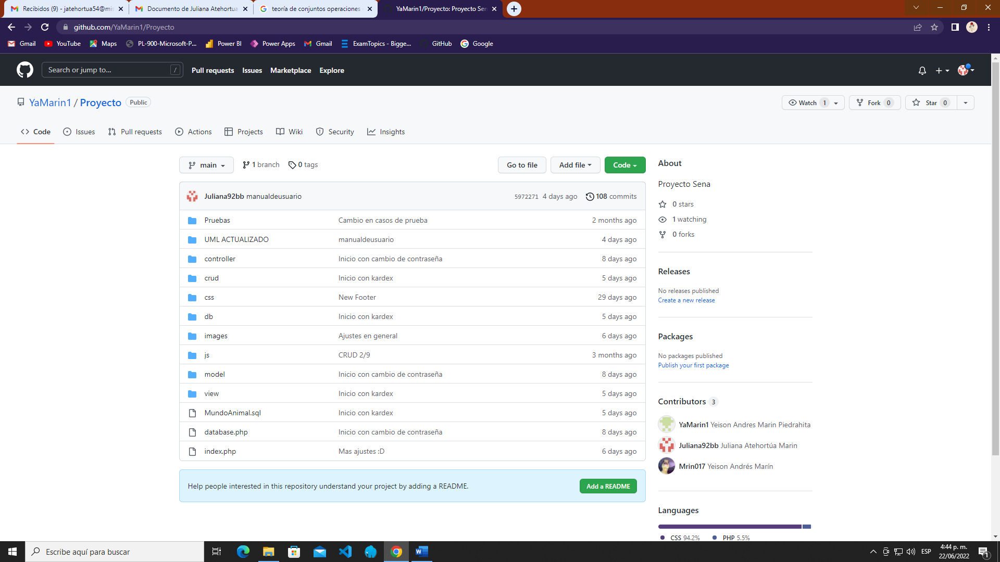 Recibidos (9) - jatehortua54@mis
Documento de Juliana Atehortua
teoría de conjuntos operaciones
YaMarin1/Proyecto: Proyecto Sen
github.com/YaMarin1/Proyecto
Gmail YouTube Maps PL-900-Microsoft-P... Power BI Power Apps Gmail ExamTopics - Bigge... GitHub Google
Search or jump to... / Pull requests Issues Marketplace Explore
YaMarin1 / Proyecto Public Watch 1 Fork 0 Star 0
Code Issues Pull requests Actions Projects Wiki Security Insights
main 1 branch 0 tags Go to file Add file Code
Juliana92bb manualdeusuario 5972271 4 days ago 108 commits
Pruebas Cambio en casos de prueba 2 months ago
UML ACTUALIZADO manualdeusuario 4 days ago
controller Inicio con cambio de contraseña 8 days ago
crud Inicio con kardex 5 days ago
css New Footer 29 days ago
db Inicio con kardex 5 days ago
images Ajustes en general 6 days ago
js CRUD 2/9 3 months ago
model Inicio con cambio de contraseña 8 days ago
view Inicio con kardex 5 days ago
MundoAnimal.sql Inicio con kardex 5 days ago
database.php Inicio con cambio de contraseña 8 days ago
index.php Mas ajustes :D 6 days ago
Help people interested in this repository understand your project by adding a README. Add a README
About
Proyecto Sena
0 stars
1 watching
0 forks
Releases
No releases published
Create a new release
Packages
No packages published
Publish your first package
Contributors 3
YaMarin1 Yeison Andres Marin Piedrahita
Juliana92bb Juliana Atehortúa Marin
Mrin017 Yeison Andrés Marín
Languages
CSS 94.2% PHP 5.5%
Escribe aquí para buscar
ESP
4:44 p. m.
22/06/2022
1